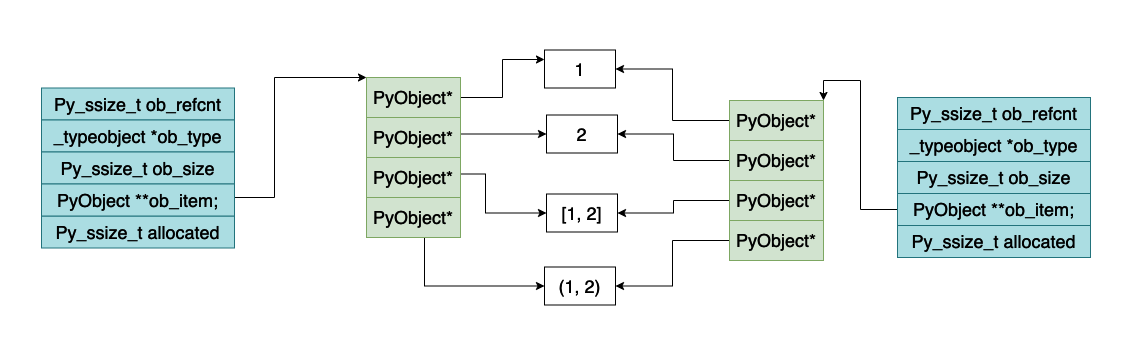 Py_ssize_t ob_refcnt
_typeobject *ob_type
Py_ssize_t ob_size
PyObject **ob_item;
Py_ssize_t allocated
PyObject*
PyObject*
PyObject*
PyObject*
1
2
[1, 2]
(1, 2)
PyObject*
PyObject*
PyObject*
PyObject*
Py_ssize_t ob_refcnt
_typeobject *ob_type
Py_ssize_t ob_size
PyObject **ob_item;
Py_ssize_t allocated